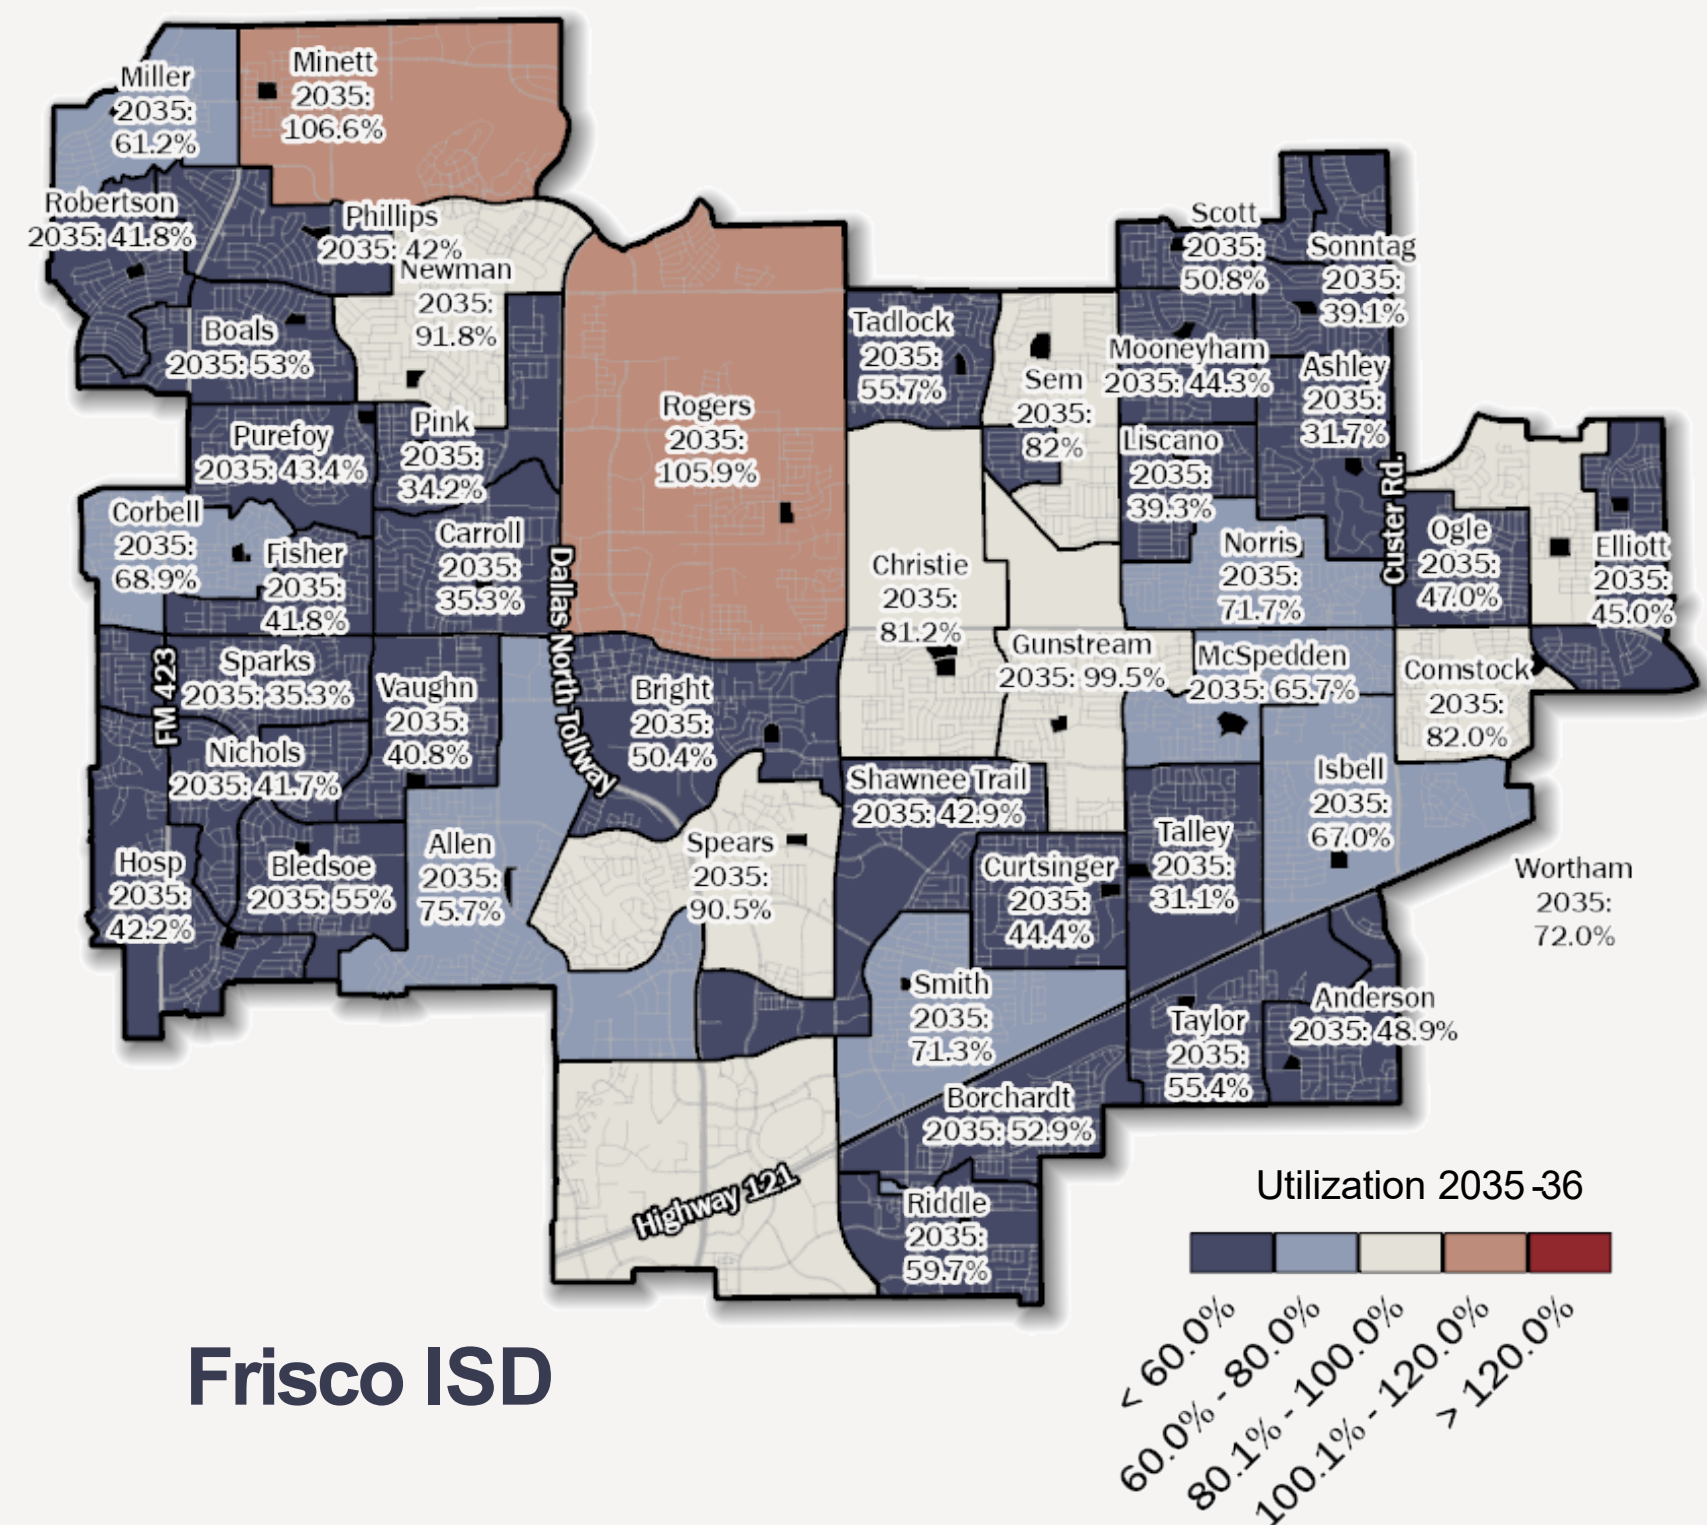 Miller
2035:
61.2%
Minett
2035:
106.6%
Robertson
2035: 41.8%
Phillips
2035: 42%
Newman
2035:
91.8%
Boals
2035: 53%
Scott
2035:
50.8%
Sonntag
2035:
39.1%
Tadlock
2035:
55.7%
Mooneyham
2035: 44.3%
Ashley
2035:
31.7%
Sem
2035:
82%
Rogers
2035:
105.9%
Purefoy
2035: 43.4%
Pink
2035:
34.2%
Liscano
2035:
39.3%
Custer Rd.
Corbell
2035:
68.9%
Fisher
2035:
41.8%
Carroll
2035:
35.3%
Dallas North Tollway
Christie
2035:
81.2%
Norris
2035:
71.7%
Ogle
2035:
47.0%
Elliott
2035:
45.0%
FM 423
Sparks
2035: 35.3%
Vaughn
2035:
40.8%
Bright
2035:
50.4%
Gunstream
2035: 99.5%
McSpedden
2035: 65.7%
Comstock
2035:
82.0%
Nichols
2035: 41.7%
Shawnee Trail
2035: 42.9%
Isbell
2035:
67.0%
Hosp
2035:
42.2%
Bledsoe
2035: 55%
Allen
2035:
75.7%
Spears
2035:
90.5%
Curtsinger
2035:
44.4%
Talley
2035:
31.1%
Wortham
2035:
72.0%
Smith
2035:
71.3%
Taylor
2035:
55.4%
Anderson
2035: 48.9%
Borchardt
2035: 52.9%
Highway 121
Riddle
2035:
59.7%
Utilization 2035-36
< 60.0%
60.0% - 80.0%
80.1% - 100.0%
100.1% - 120.0%
> 120.0%
Frisco ISD